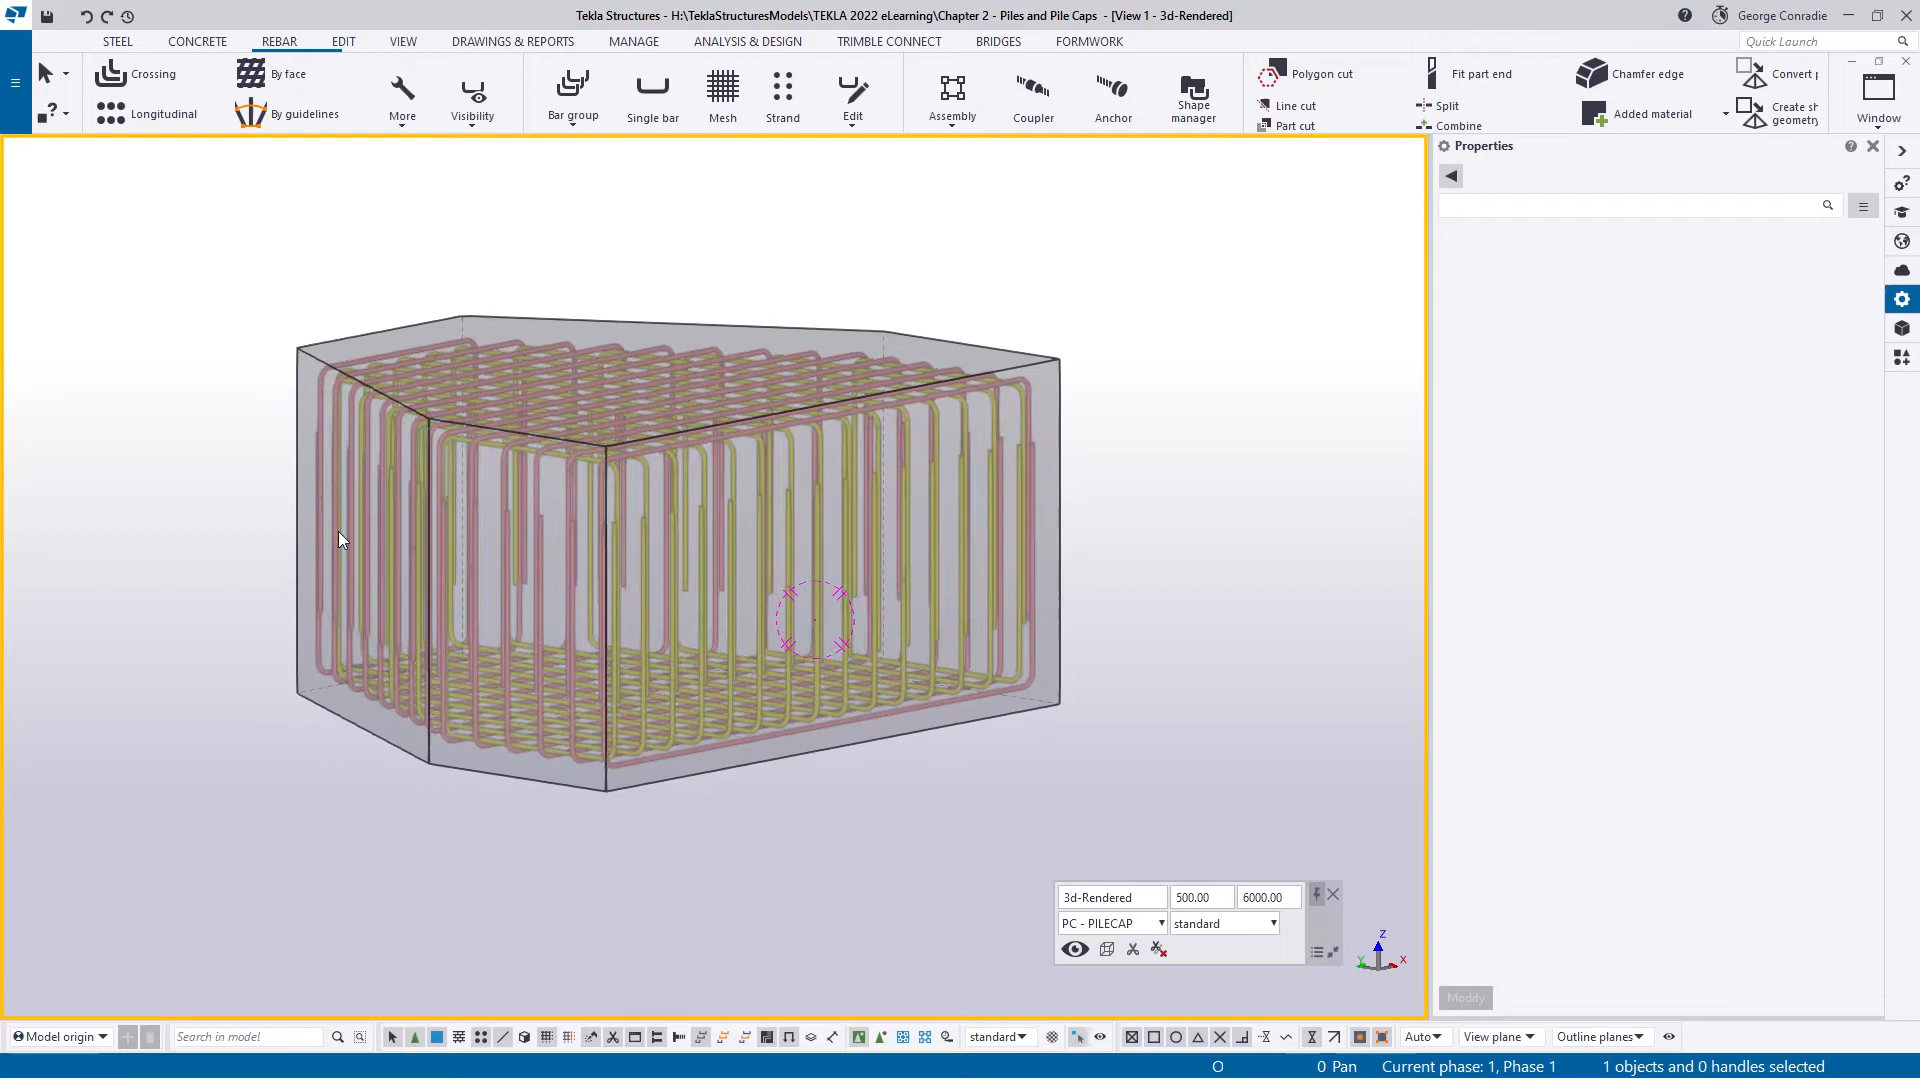 Tekla Structures - H:\TeklaStructuresModels\TEKLA 2022 eLearning\Chapter 2 - Piles and Pile Caps - [View 1 - 3d-Rendered]
George Conradie
STEEL CONCRETE REBAR EDIT VIEW DRAWINGS & REPORTS MANAGE ANALYSIS & DESIGN TRIMBLE CONNECT BRIDGES FORMWORK
Quick Launch
Crossing
Longitudinal
By face
By guidelines
More
Visibility
Bar group
Single bar
Mesh
Strand
Edit
Assembly
Coupler
Anchor
Shape
manager
Polygon cut
Line cut
Part cut
Fit part end
Split
Combine
Chamfer edge
Added material
Convert
Create sh
geometry
Window
Properties
3d-Rendered 500.00 6000.00
PC - PILECAP standard
Z
Y
X
Modify
Model origin
Search in model
standard
Auto
View plane
Outline planes
O
0 Pan
Current phase: 1, Phase 1
1 objects and 0 handles selected